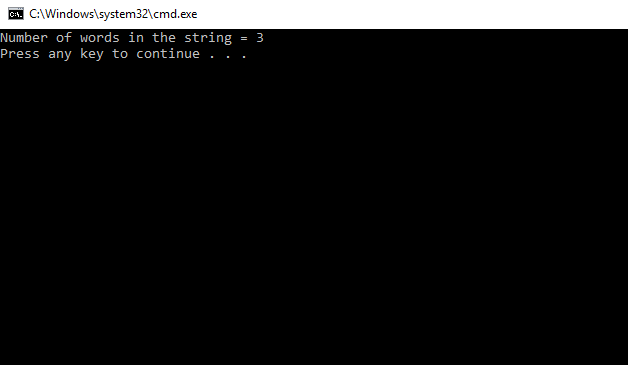 C:\Windows\system32\cmd.exe
Number of words in the string = 3
Press any key to continue . . .